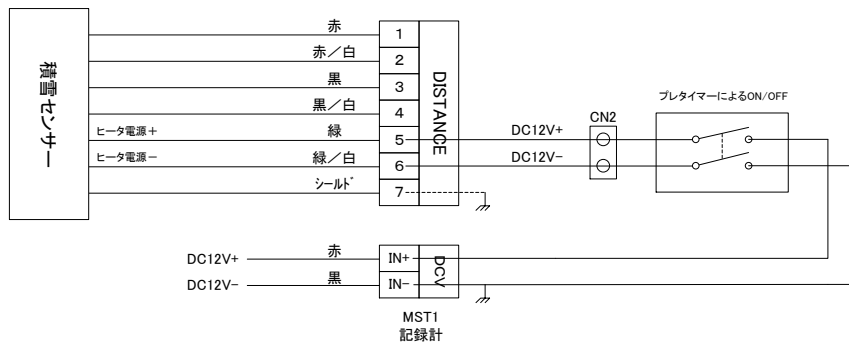 積雪センサー
赤
赤／白
黒
黒／白
ヒータ電源＋
緑
ヒータ電源－
緑／白
シールド
1
2
3
4
5
6
7
DISTANCE
DC12V+
DC12V-
CN2
プレタイマーによるON/OFF
DC12V+
赤
DC12V-
黒
IN+
IN-
DCV
MST1
記録計